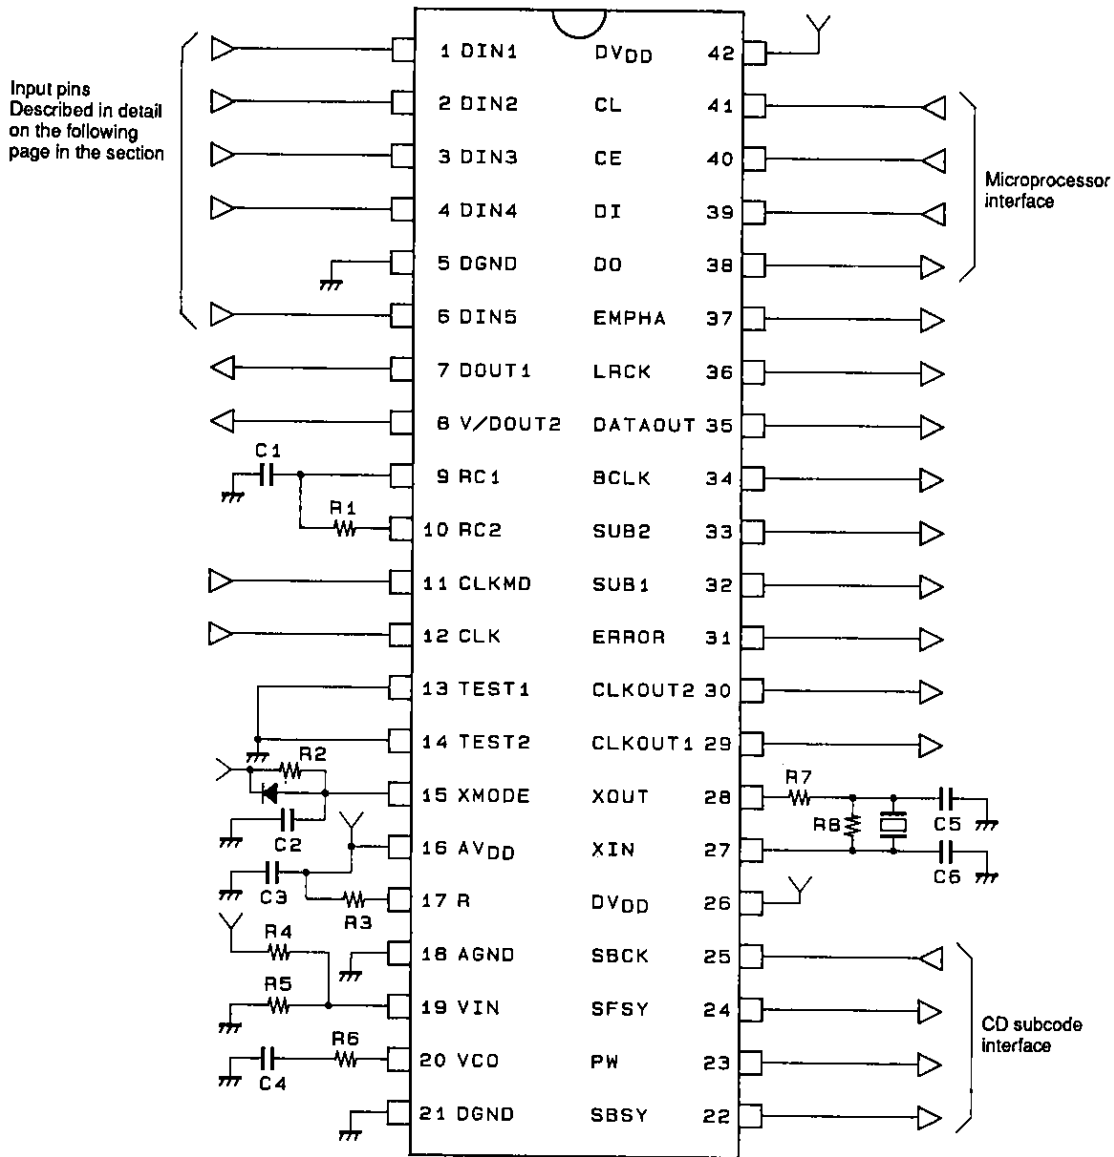 Input pins
Described in detail
on the following
page in the section
1 DIN1 DVDD 42
2 DIN2 CL 41
3 DIN3 CE 40
Microprocessor
interface
4 DIN4 DI 39
5 DGND DO 38
6 DIN5 EMPHA 37
7 DOUT1 LRCK 36
8 V/DOUT2 DATAOUT 35
C1
9 RC1 BCLK 34
R1
10 RC2 SUB2 33
11 CLKMD SUB1 32
12 CLK ERROR 31
13 TEST1 CLKOUT2 30
14 TEST2 CLKOUT1 29
R2
15 XMODE XOUT 28
R7
R8
C5
C2
16 AVDD XIN 27
C3
C6
17 R DVDD 26
R3
R4
18 AGND SBCK 25
R5
19 VIN SFSY 24
CD subcode
interface
R6
20 VCO PW 23
C4
21 DGND SBSY 22